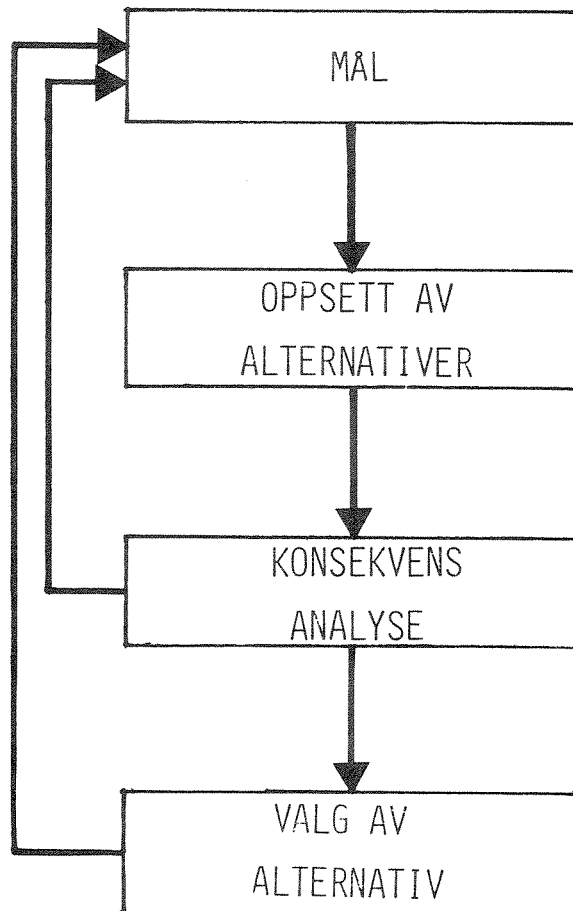 MÅL
OPPSETT AV
ALTERNATIVER
KONSEKVENS
ANALYSE
VALG AV
ALTERNATIV